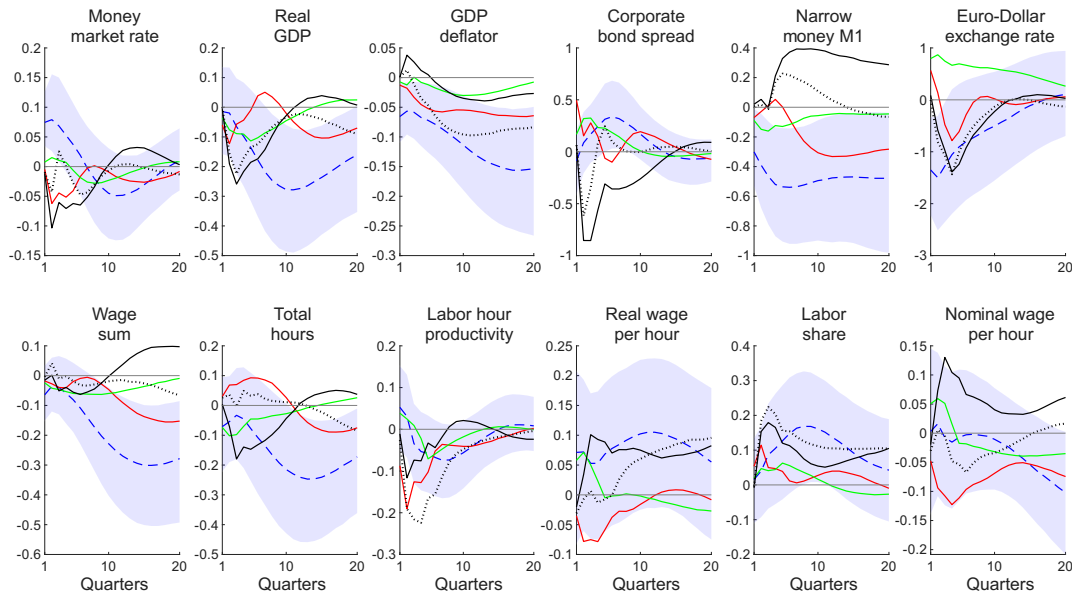 Money
market rate
0.2
0.15
0.1
0.05
0
-0.05
-0.1
-0.15
1 10 20
Real
GDP
0.2
0.1
0
-0.1
-0.2
-0.3
-0.4
-0.5
1 10 20
GDP
deflator
0.05
0
-0.05
-0.1
-0.15
-0.2
-0.25
-0.3
1 10 20
Corporate
bond spread
1
0.5
0
-0.5
-1
1 10 20
Narrow
money M1
0.4
0.2
0
-0.2
-0.4
-0.6
-0.8
-1
1 10 20
Euro-Dollar
exchange rate
1
0
-1
-2
-3
1 10 20
Wage
sum
0.1
0
-0.1
-0.2
-0.3
-0.4
-0.5
-0.6
1 10 20
Quarters
Total
hours
0.2
0.1
0
-0.1
-0.2
-0.3
-0.4
-0.5
1 10 20
Quarters
Labor hour
productivity
0.2
0.1
0
-0.1
-0.2
-0.3
1 10 20
Quarters
Real wage
per hour
0.25
0.2
0.15
0.1
0.05
0
-0.05
-0.1
1 10 20
Quarters
Labor
share
0.4
0.3
0.2
0.1
0
0.1
0.2
1 10 20
Quarters
Nominal wage
per hour
0.15
0.1
0.05
0
-0.05
-0.1
-0.15
-0.2
1 10 20
Quarters